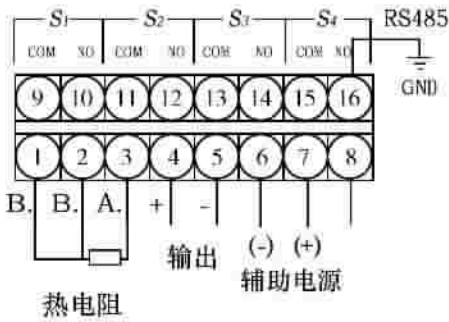 S1 S2 S3 S4 RS485
COM NO COM NO COM NO COM NO
GND
9 10 11 12 13 14 15 16
1 2 3 4 5 6 7 8
B. B. A. + -
输出 (-) (+)
辅助电源
热电阻